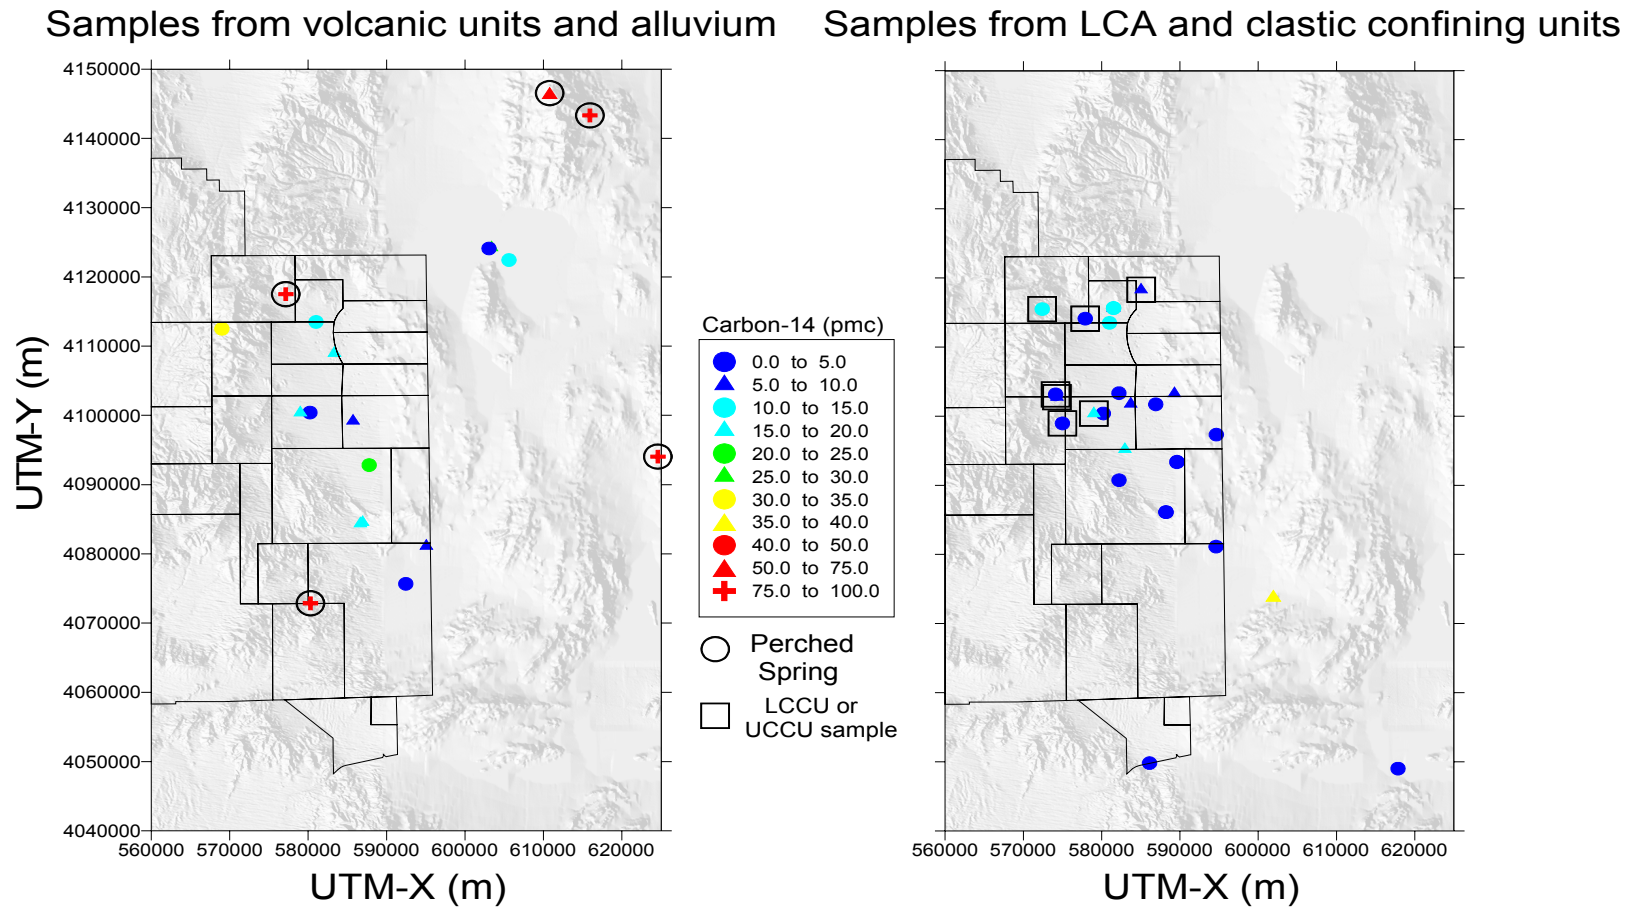 Samples from volcanic units and alluvium
Samples from LCA and clastic confining units
UTM-Y (m)
4150000
4140000
4130000
4120000
4110000
4100000
4090000
4080000
4070000
4060000
4050000
4040000
560000 570000 580000 590000 600000 610000 620000
UTM-X (m)
Carbon-14 (pmc)
0.0 to 5.0
5.0 to 10.0
10.0 to 15.0
15.0 to 20.0
20.0 to 25.0
25.0 to 30.0
30.0 to 35.0
35.0 to 40.0
40.0 to 50.0
50.0 to 75.0
75.0 to 100.0
Perched
Spring
LCCU or
UCCU sample
560000 570000 580000 590000 600000 610000 620000
UTM-X (m)